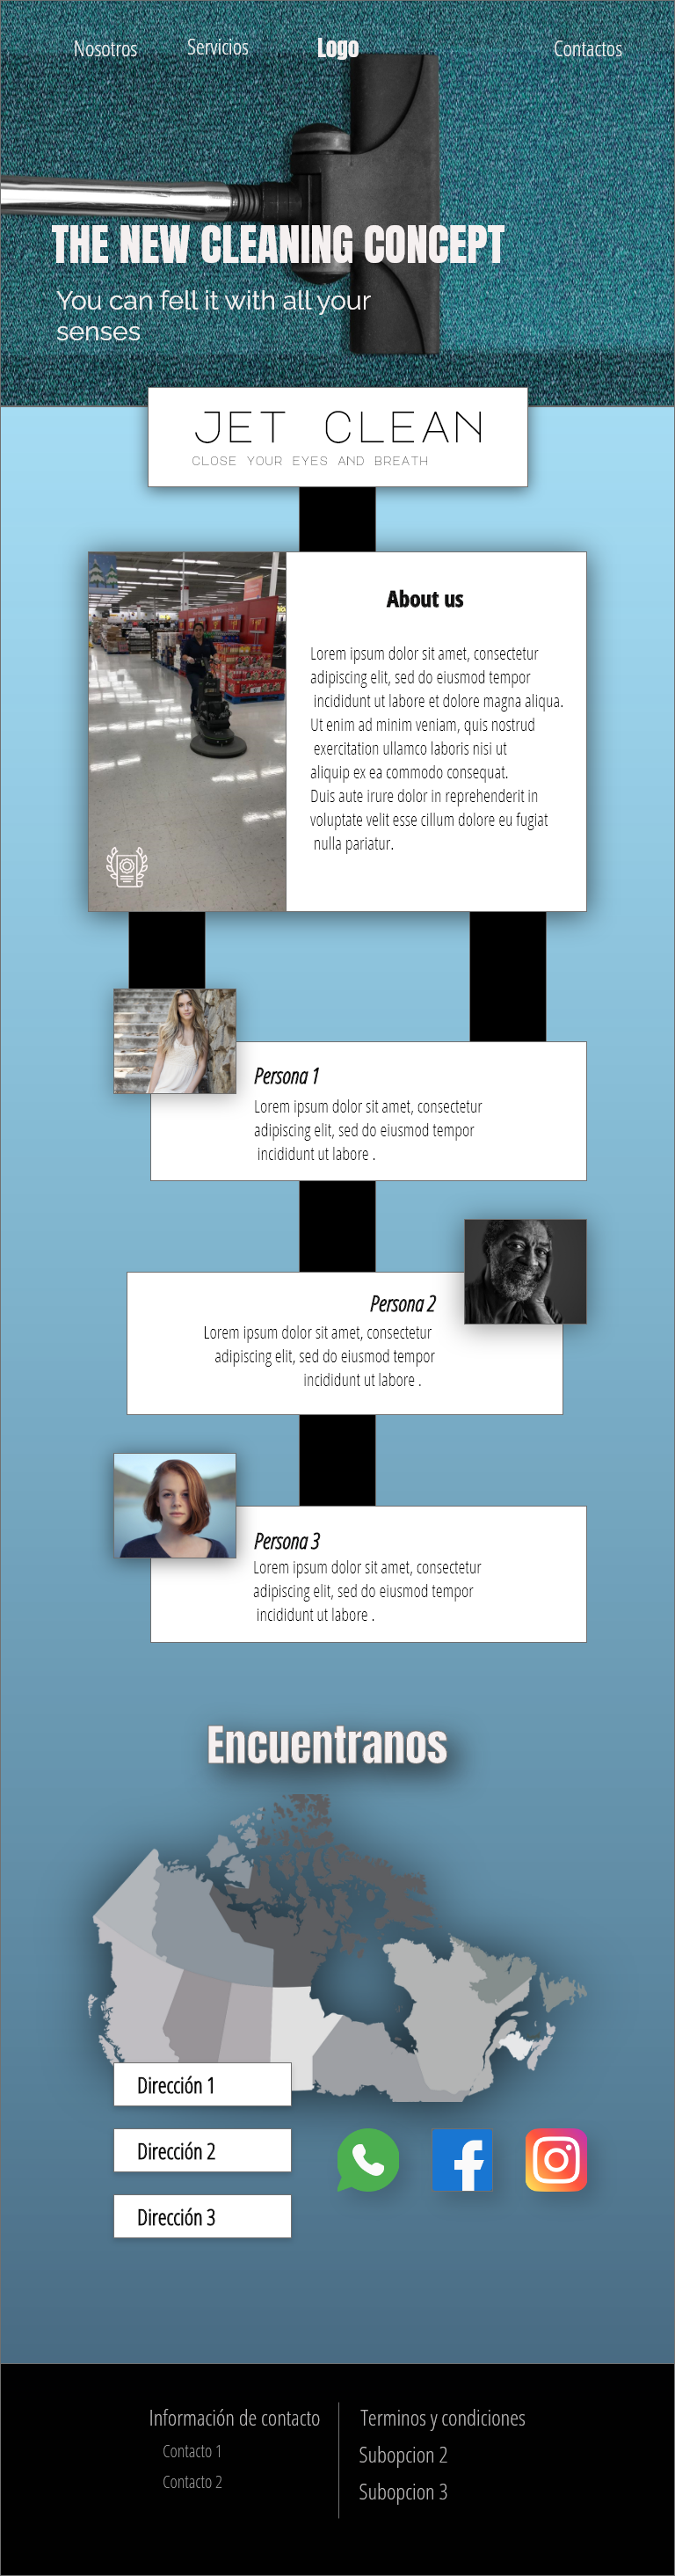 Nosotros Servicios Logo Contactos
THE NEW CLEANING CONCEPT
You can fell it with all your
senses
JET CLEAN
CLOSE YOUR EYES AND BREATH
About us
Lorem ipsum dolor sit amet, consectetur
adipiscing elit, sed do eiusmod tempor
incididunt ut labore et dolore magna aliqua.
Ut enim ad minim veniam, quis nostrud
exercitation ullamco laboris nisi ut
aliquip ex ea commodo consequat.
Duis aute irure dolor in reprehenderit in
voluptate velit esse cillum dolore eu fugiat
nulla pariatur.
Persona 1
Lorem ipsum dolor sit amet, consectetur
adipiscing elit, sed do eiusmod tempor
incididunt ut labore .
Persona 2
Lorem ipsum dolor sit amet, consectetur
adipiscing elit, sed do eiusmod tempor
incididunt ut labore .
Persona 3
Lorem ipsum dolor sit amet, consectetur
adipiscing elit, sed do eiusmod tempor
incididunt ut labore .
Encuentranos
Dirección 1
Dirección 2
Dirección 3
Información de contacto
Contacto 1
Contacto 2
Terminos y condiciones
Subopcion 2
Subopcion 3